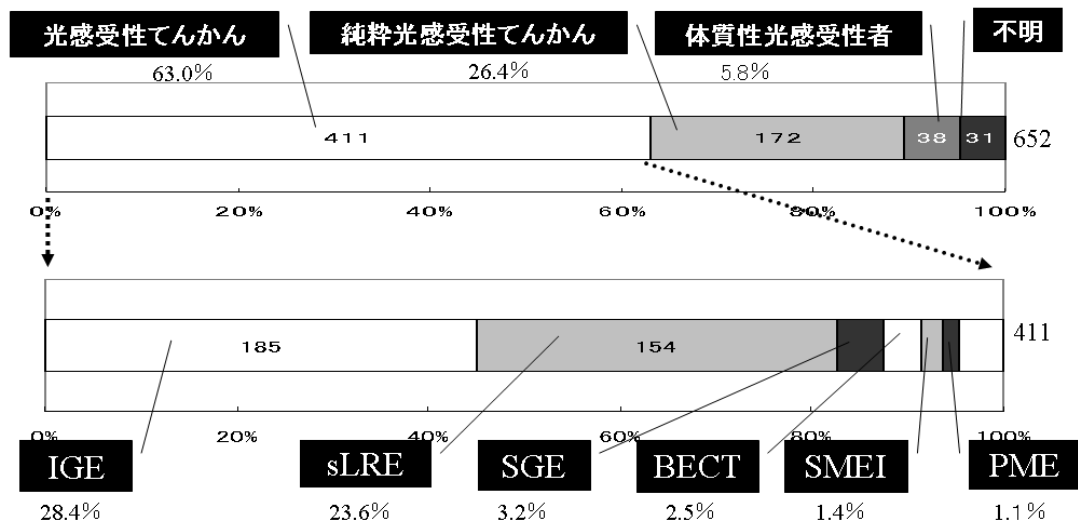 光感受性てんかん 純粋光感受性てんかん 体質性光感受性者 不明
63.0% 26.4% 5.8%
411 172 38 31 652
0% 20% 40% 60% 80% 100%
185 154 411
0% 20% 40% 60% 80% 100%
IGE sLRE SGE BECT SMEI PME
28.4% 23.6% 3.2% 2.5% 1.4% 1.1%